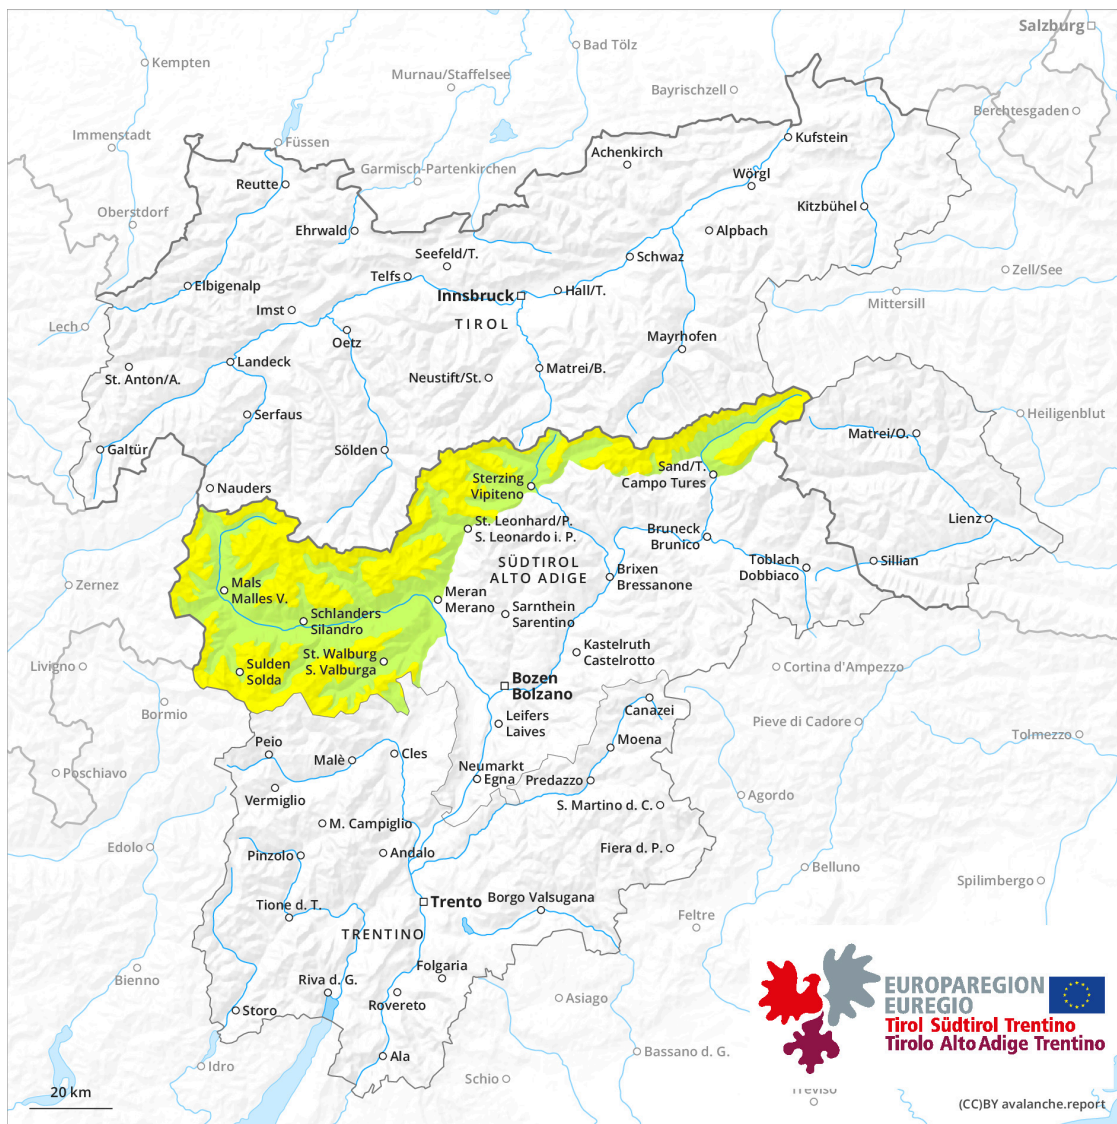 Salzburg
Bad Tölz
Kempten
Murnau/Staffelsee
Bayrischzell
Berchtesgaden
Immenstadt
Füssen
Kufstein
Achenkirch
Garmisch-Partenkirchen
Wörgl
Reutte
Oberstdorf
Kitzbühel
Ehrwald
Alpbach
Seefeld/T.
Schwaz
Telfs
Zell/See
Elbigenalp
Innsbruck
Hall/T.
Mittersill
Imst
TIROL
Lech
Oetz
Mayrhofen
Landeck
Matrei/B.
St. Anton/A.
Neustift/St.
Serfaus
Heiligenblut
Matrei/O.
Galtür
Sölden
Sand/T.
Campo Tures
Sterzing
Vipiteno
Nauders
St. Leonhard/P.
S. Leonardo i. P.
Lienz
Bruneck
Brunico
SÜDTIROL
ALTO ADIGE
Toblach
Dobbiaco
Sillian
Brixen
Bressanone
Zernez
Mals
Malles V.
Meran
Merano
Schlanders
Silandro
Sarnthein
Sarentino
Kastelruth
Castelrotto
St. Walburg
S. Valburga
Livigno
Sulden
Solda
Cortina d'Ampezzo
Bozen
Bolzano
Bormio
Canazei
Leifers
Laives
Pieve di Cadore
Tolmezzo
Peio
Moena
Malè
Cles
Poschiavo
Neumarkt
Egna
Predazzo
Vermiglio
Agordo
S. Martino d. C.
M. Campiglio
Edolo
Pinzolo
Andalo
Fiera d. P.
Belluno
Spilimbergo
Tione d. T.
Trento
Borgo Valsugana
Feltre
TRENTINO
Folgaria
Bienno
Riva d. G.
Rovereto
Asiago
Storo
EUROPAREGION
EUREGIO
Tirol Südtirol Trentino
Tirolo Alto Adige Trentino
Ala
Bassano d. G.
Idro
Schio
20 km
Treviso
(CC)BY avalanche.report